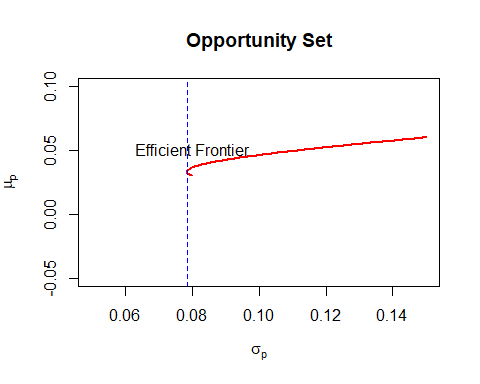 Opportunity Set
0.10
0.05
0.00
-0.05
μp
Efficient Frontier
0.06 0.08 0.10 0.12 0.14
σp